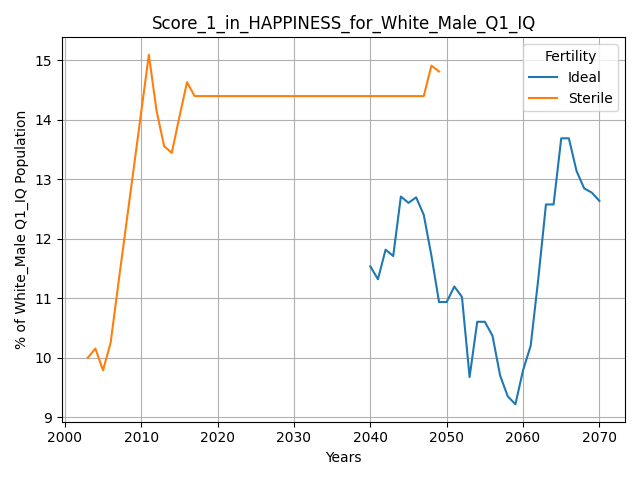 Score_1_in_HAPPINESS_for_White_Male_Q1_IQ
% of White_Male Q1_IQ Population
15
14
13
12
11
10
9
Fertility
Ideal
Sterile
2000 2010 2020 2030 2040 2050 2060 2070
Years